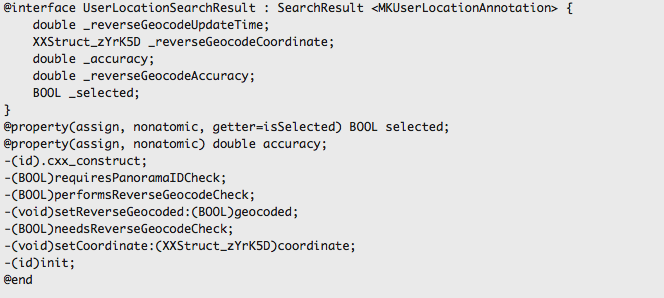 @interface UserLocationSearchResult : SearchResult <MKUserLocationAnnotation> {
double _reverseGeocodeUpdateTime;
XXStruct_zYrK5D _reverseGeocodeCoordinate;
double _accuracy;
double _reverseGeocodeAccuracy;
BOOL _selected;
}
@property(assign, nonatomic, getter=isSelected) BOOL selected;
@property(assign, nonatomic) double accuracy;
-(id).cxx_construct;
-(BOOL)requiresPanoramaIDCheck;
-(BOOL)performsReverseGeocodeCheck;
-(void)setReverseGeocoded:(BOOL)geocoded;
-(BOOL)needsReverseGeocodeCheck;
-(void)setCoordinate:(XXStruct_zYrK5D)coordinate;
-(id)init;
@end